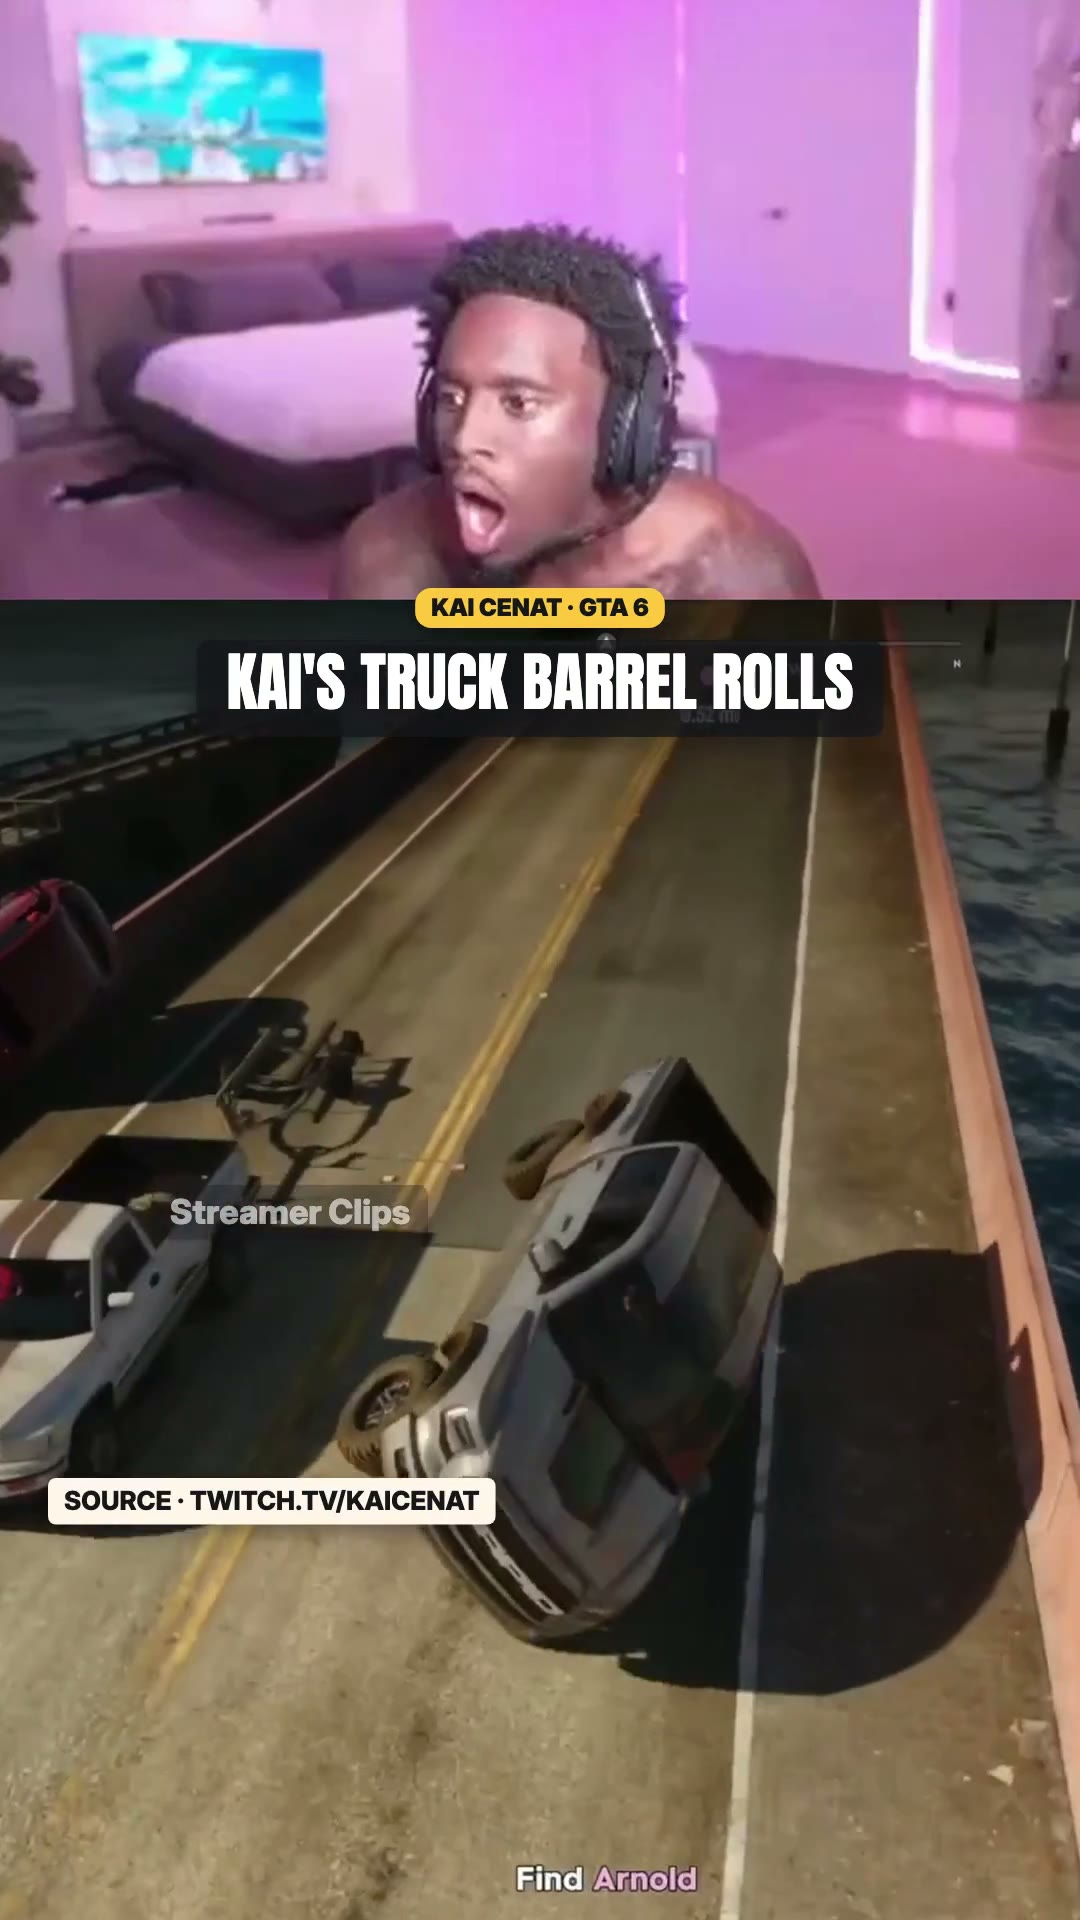 KAI CENAT · GTA 6
KAI'S TRUCK BARREL ROLLS
N
Streamer Clips
SOURCE · TWITCH.TV/KAICENAT
Find Arnold